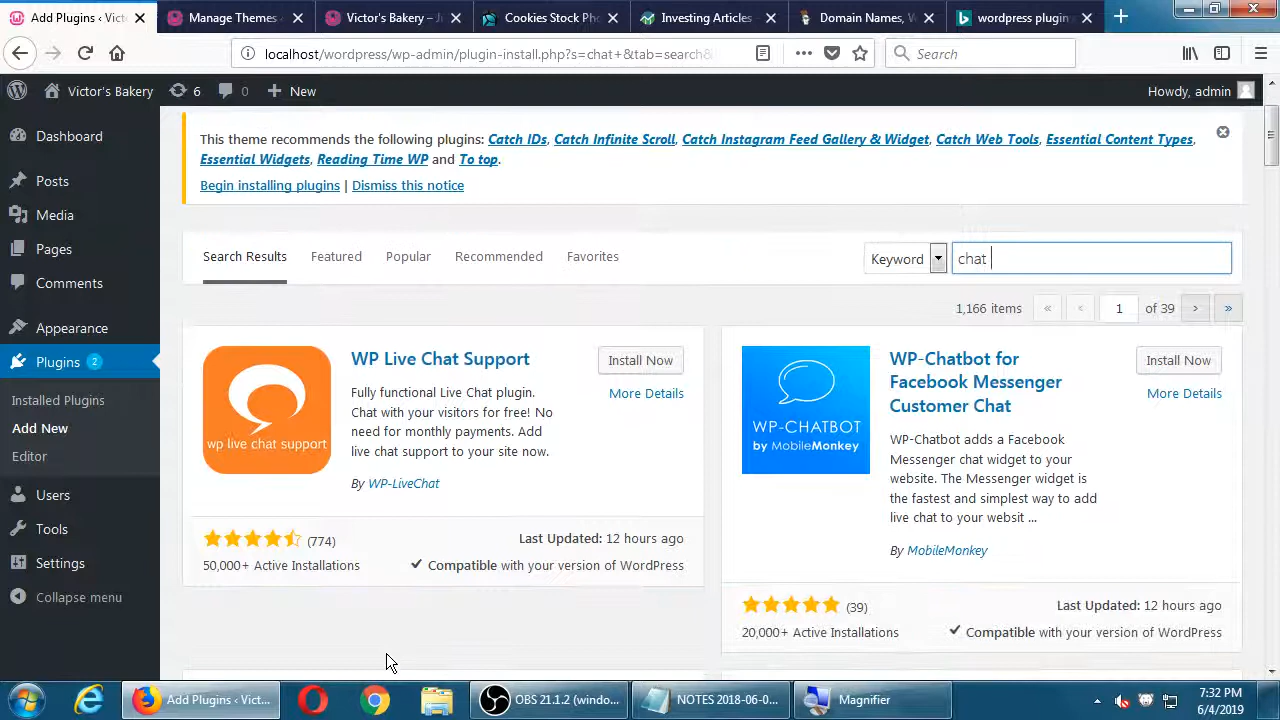 Add Plugins ‹ Vict
Manage Themes
Victor's Bakery – J
Cookies Stock Ph
Investing Articles
Domain Names, V
wordpress plugin
localhost/wordpress/wp-admin/plugin-install.php?s=chat+&tab=search&
Search
Victor's Bakery
6
0
New
Howdy, admin
Dashboard
Posts
Media
Pages
Comments
Appearance
Plugins 2
Installed Plugins
Add New
Editor
Users
Tools
Settings
Collapse menu
This theme recommends the following plugins: Catch IDs, Catch Infinite Scroll, Catch Instagram Feed Gallery & Widget, Catch Web Tools, Essential Content Types,
Essential Widgets, Reading Time WP and To top.
Begin installing plugins | Dismiss this notice
Search Results
Featured
Popular
Recommended
Favorites
Keyword
chat
1,166 items
«
‹
1
of 39
›
»
wp live chat support
WP Live Chat Support
Install Now
More Details
Fully functional Live Chat plugin.
Chat with your visitors for free! No
need for monthly payments. Add
live chat support to your site now.
By WP-LiveChat
(774)
50,000+ Active Installations
Last Updated: 12 hours ago
Compatible with your version of WordPress
WP-CHATBOT
by MobileMonkey
WP-Chatbot for
Facebook Messenger
Customer Chat
Install Now
More Details
WP-Chatbot adds a Facebook
Messenger chat widget to your
website. The Messenger widget is
the fastest and simplest way to add
live chat to your websit ...
By MobileMonkey
(39)
20,000+ Active Installations
Last Updated: 12 hours ago
Compatible with your version of WordPress
Add Plugins ‹ Vict...
OBS 21.1.2 (windo...
NOTES 2018-06-0...
Magnifier
7:32 PM
6/4/2019